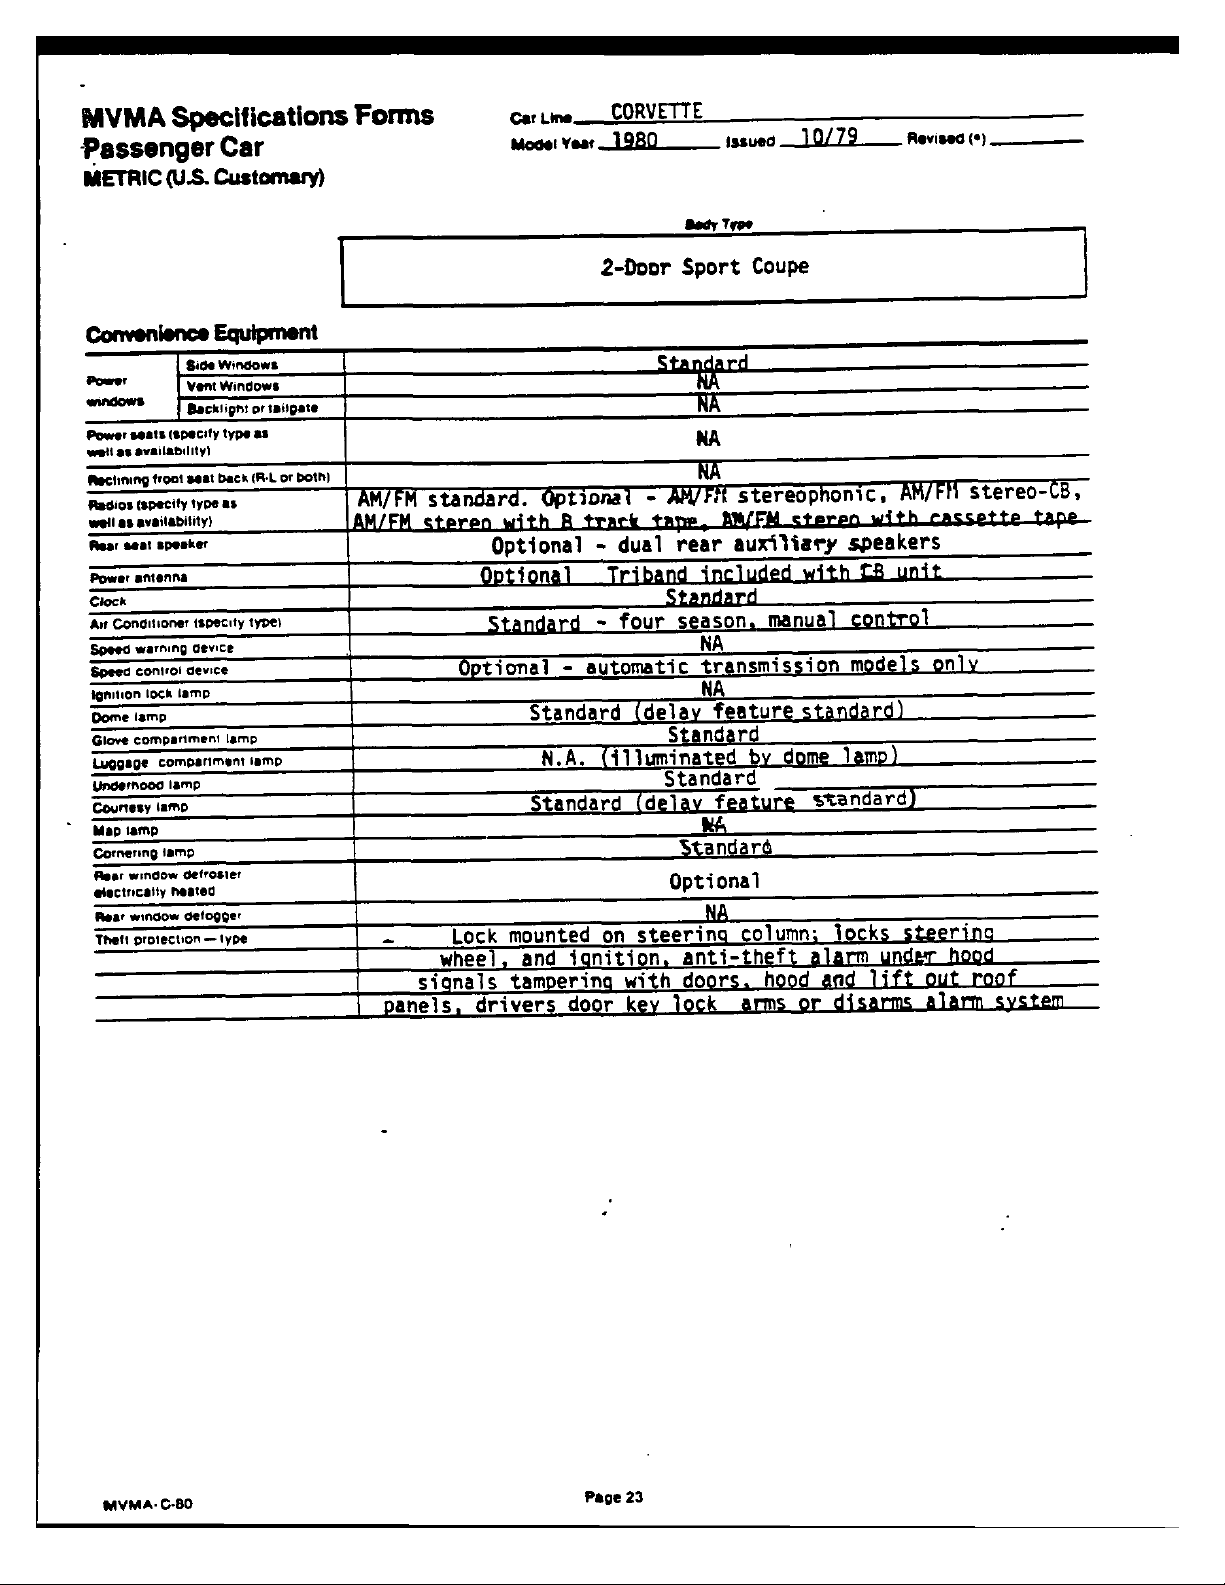 MVMA Specifications Forms
Passenger Car
METRIC (U.S. Customary)
Car Line CORVETTE
Model Year 1980 Issued 10/79 Revised (•)
Body Type
2-Door Sport Coupe
Convenience Equipment
Power windows Side Windows Standard
Vent Windows NA
Backlight or tailgate NA
Power seats (specify type as
well as availability) NA
Reclining front seat back (R-L or both) NA
Radios (specify type as
well as availability) AM/FM standard. Optional - AM/FM stereophonic, AM/FM stereo-CB,
AM/FM stereo with 8 track tape, AM/FM stereo with cassette tape
Rear seat speaker Optional - dual rear auxiliary speakers
Power antenna Optional Triband included with CB unit
Clock Standard
Air Conditioner (specify type) Standard - four season, manual control
Speed warning device NA
Speed control device Optional - automatic transmission models only
Ignition lock lamp NA
Dome lamp Standard (delay feature standard)
Glove compartment lamp Standard
Luggage compartment lamp N.A. (illuminated by dome lamp)
Underhood lamp Standard
Courtesy lamp Standard (delay feature standard)
Map lamp NA
Cornering lamp Standard
Rear window defroster
electrically heated Optional
Rear window defogger NA
Theft protection — type - Lock mounted on steering column; locks steering
wheel, and ignition, anti-theft alarm under hood
signals tampering with doors, hood and lift out roof
panels, drivers door key lock arms or disarms alarm system
MVMA-C-80
Page 23